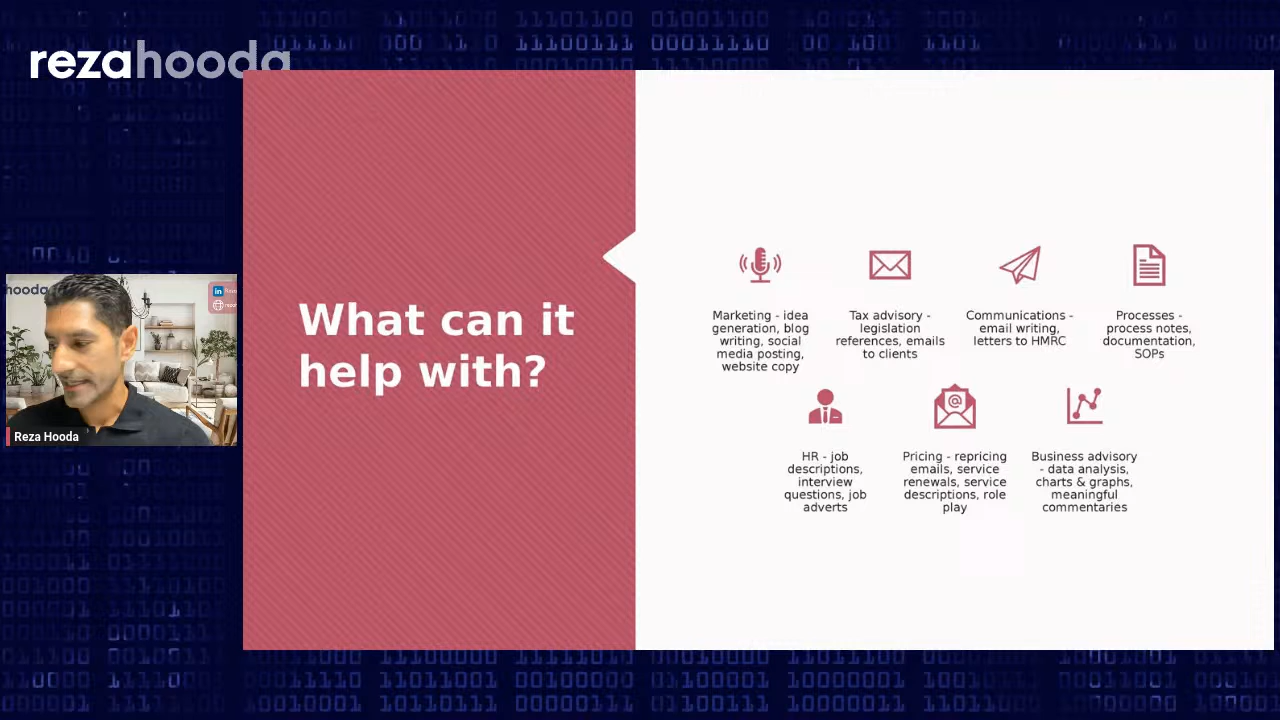 rezahooda
What can it
help with?
Marketing - idea
generation, blog
writing, social
media posting,
website copy
Tax advisory -
legislation
references, emails
to clients
Communications -
email writing,
letters to HMRC
Processes -
process notes,
documentation,
SOPs
HR - job
descriptions,
interview
questions, job
adverts
Pricing - repricing
emails, service
renewals, service
descriptions, role
play
Business advisory
- data analysis,
charts & graphs,
meaningful
commentaries
hooda
in
Reza Hooda